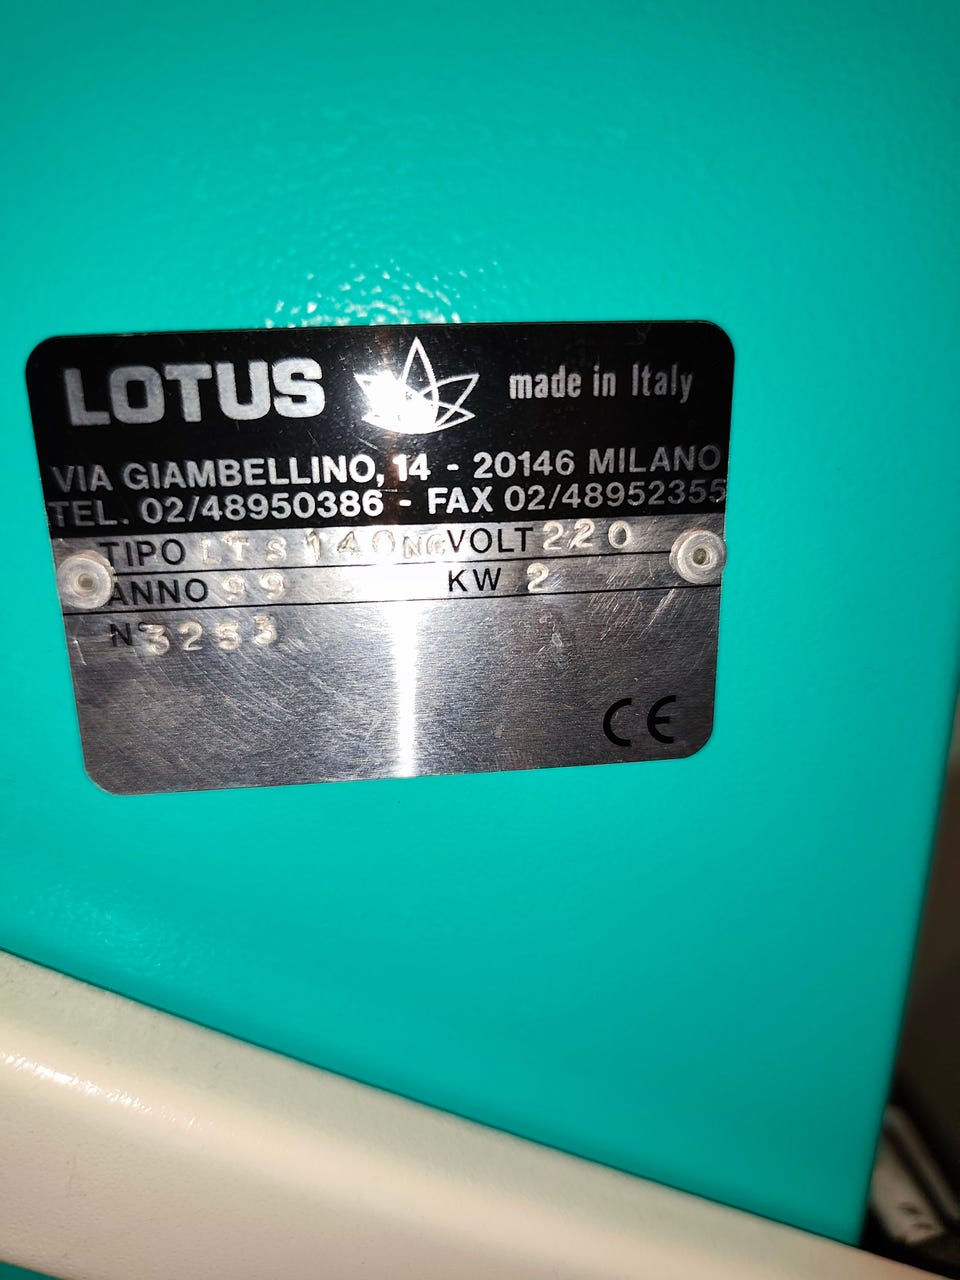 LOTUS made in Italy
VIA GIAMBELLINO, 14 - 20146 MILANO
TEL. 02/48950386 - FAX 02/48952355
TIPO LTS 140 NC VOLT 220
ANNO 99 KW 2
N° 3253
CE